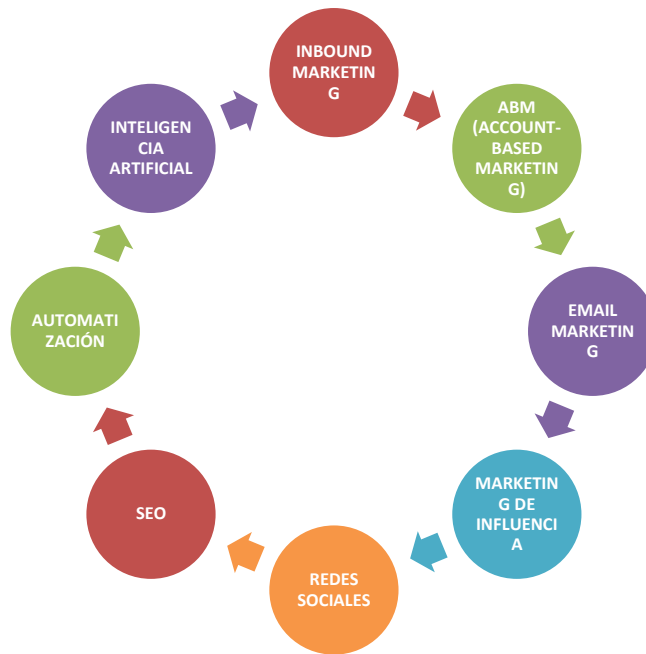 INBOUND
MARKETIN
G
ABM
(ACCOUNT-
BASED
MARKETIN
G)
EMAIL
MARKETIN
G
MARKETIN
G DE
INFLUENCI
A
REDES
SOCIALES
SEO
AUTOMATI
ZACIÓN
INTELIGEN
CIA
ARTIFICIAL